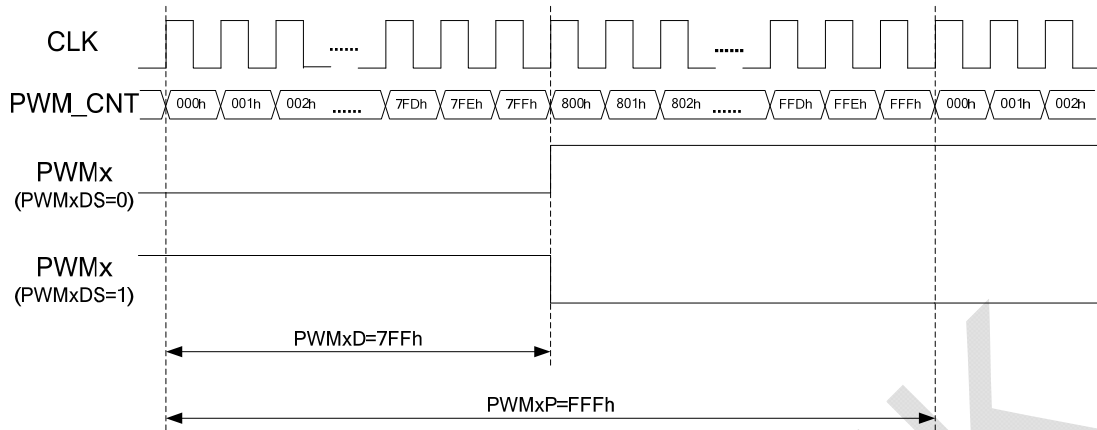 CLK ...... ......
PWM_CNT 000h 001h 002h ...... 7FDh 7FEh 7FFh 800h 801h 802h ...... FFDh FFEh FFFh 000h 001h 002h
PWMx
(PWMxDS=0)
PWMx
(PWMxDS=1)
PWMxD=7FFh
PWMxP=FFFh